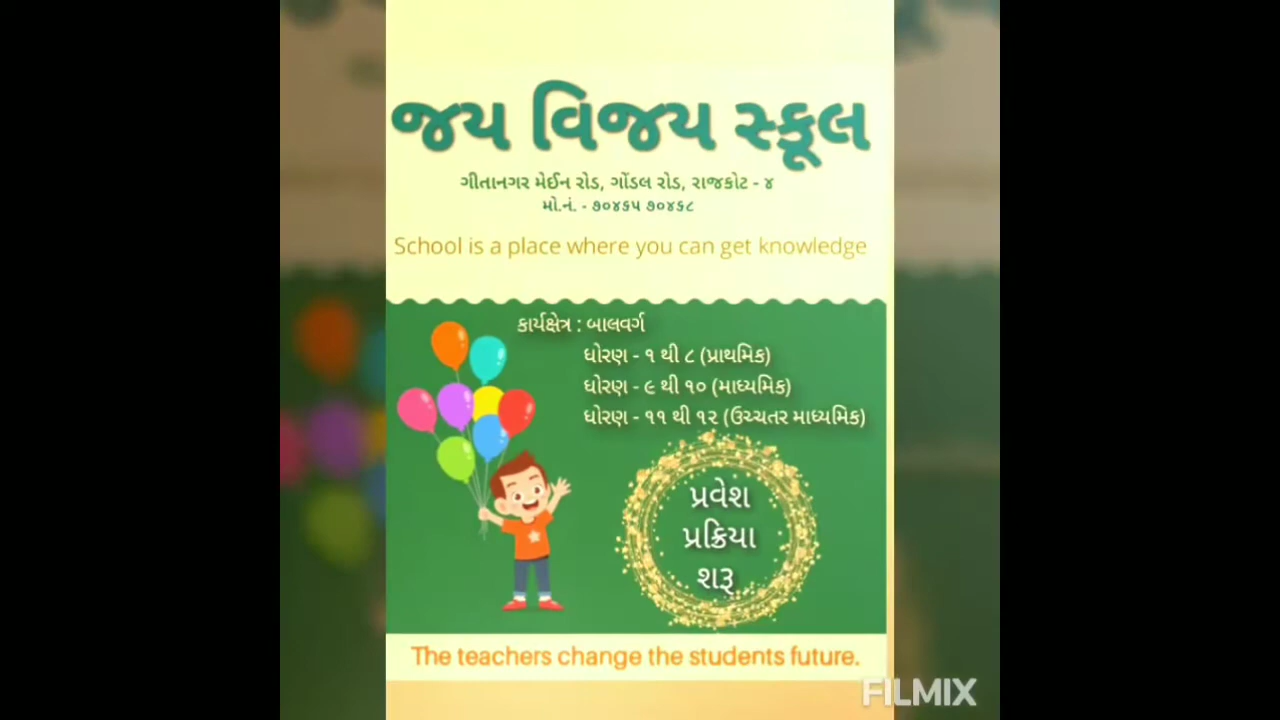 જય વિજય સ્કૂલ
ગીતાનગર મેઈન રોડ, ગોંડલ રોડ, રાજકોટ - ૪
મો.નં. - ૭૦૪૬૫ ૭૦૪૬૮
School is a place where you can get knowledge
કાર્યક્ષેત્ર : બાલવર્ગ
ધોરણ - ૧ થી ૮ (પ્રાથમિક)
ધોરણ - ૯ થી ૧૦ (માધ્યમિક)
ધોરણ - ૧૧ થી ૧૨ (ઉચ્ચતર માધ્યમિક)
પ્રવેશ
પ્રક્રિયા
શરૂ
The teachers change the students future.
FILMIX